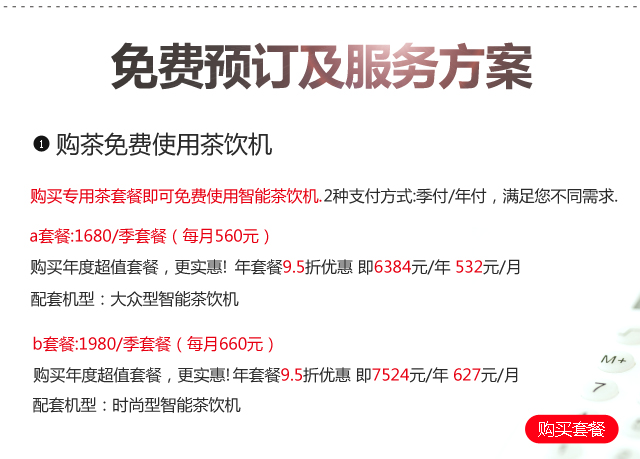 免费预订及服务方案
1 购茶免费使用茶饮机
购买专用茶套餐即可免费使用智能茶饮机.2种支付方式:季付/年付，满足您不同需求.
a套餐:1680/季套餐（每月560元）
购买年度超值套餐，更实惠! 年套餐9.5折优惠 即6384元/年 532元/月
配套机型：大众型智能茶饮机
b套餐:1980/季套餐（每月660元）
购买年度超值套餐，更实惠! 年套餐9.5折优惠 即7524元/年 627元/月
配套机型：时尚型智能茶饮机
M+
7
购买套餐